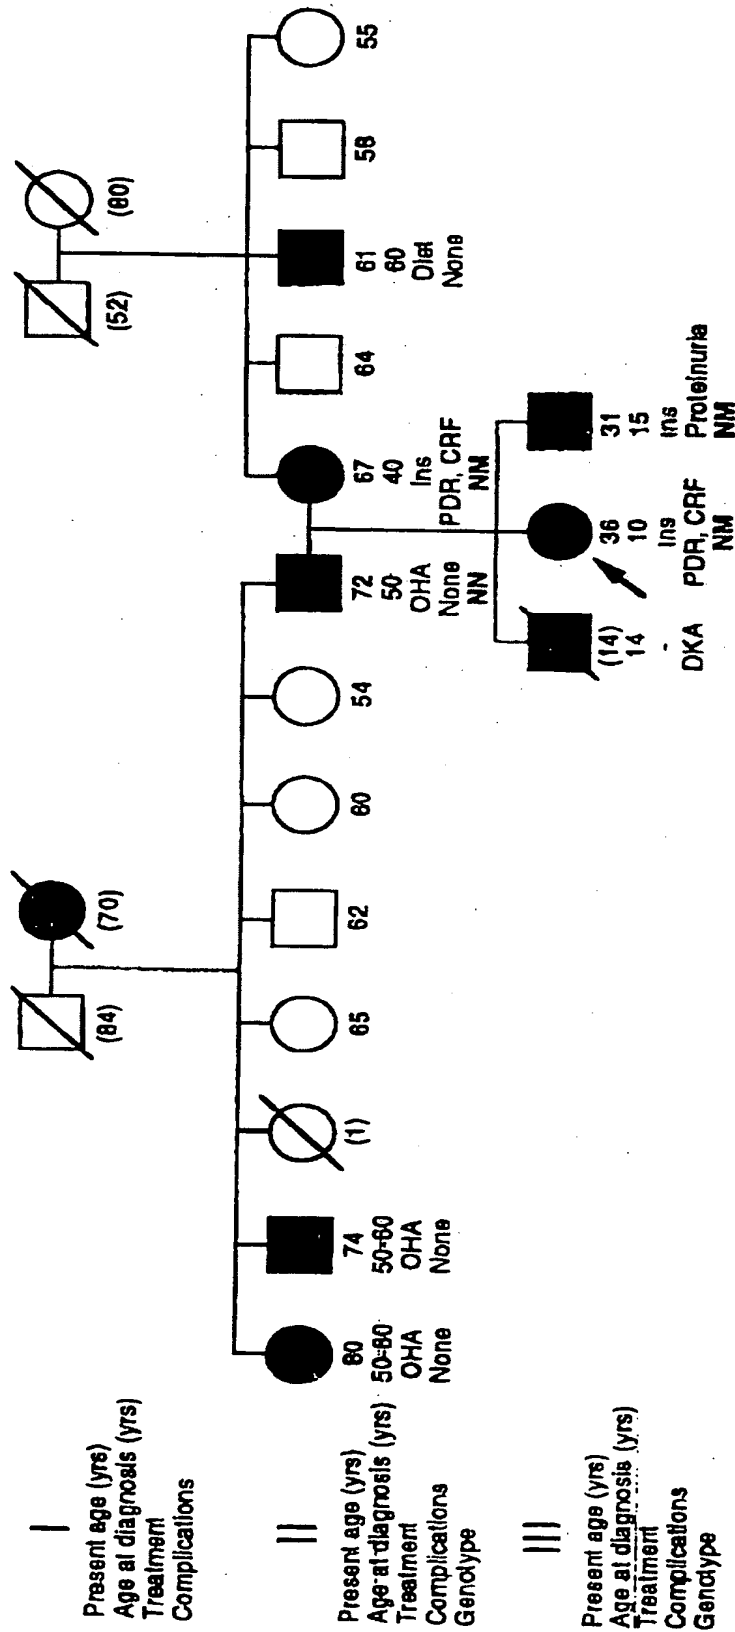 I
Present age (yrs)
Age at diagnosis (yrs)
Treatment
Complications
(84) (70) (52) (80)
II
Present age (yrs) 80 74 (1) 65 62 60 54 72 67 64 61 58 55
Age at diagnosis (yrs) 50-80 50-60 50 40 60
Treatment OHA OHA OHA Ins Diet
Complications None None None PDR, CRF None
Genotype NN NM
III
Present age (yrs) (14) 36 31
Age at diagnosis (yrs) 14 10 15
Treatment - Ins Ins
Complications DKA PDR, CRF Proteinuria
Genotype NM NM